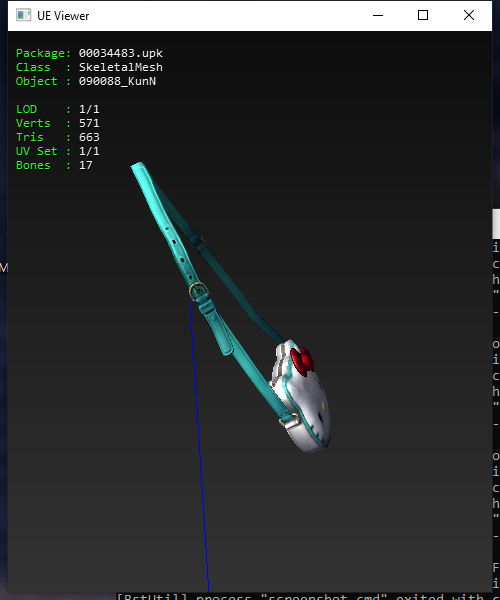 UE Viewer
Package: 00034483.upk
Class : SkeletalMesh
Object : 090088_KunN
LOD : 1/1
Verts : 571
Tris : 663
UV Set : 1/1
Bones : 17
M
i
c
h
"
-
o
i
c
h
"
-
o
i
c
h
"
-
F
i
[BstUtil] process "screenshot.cmd" exited with c